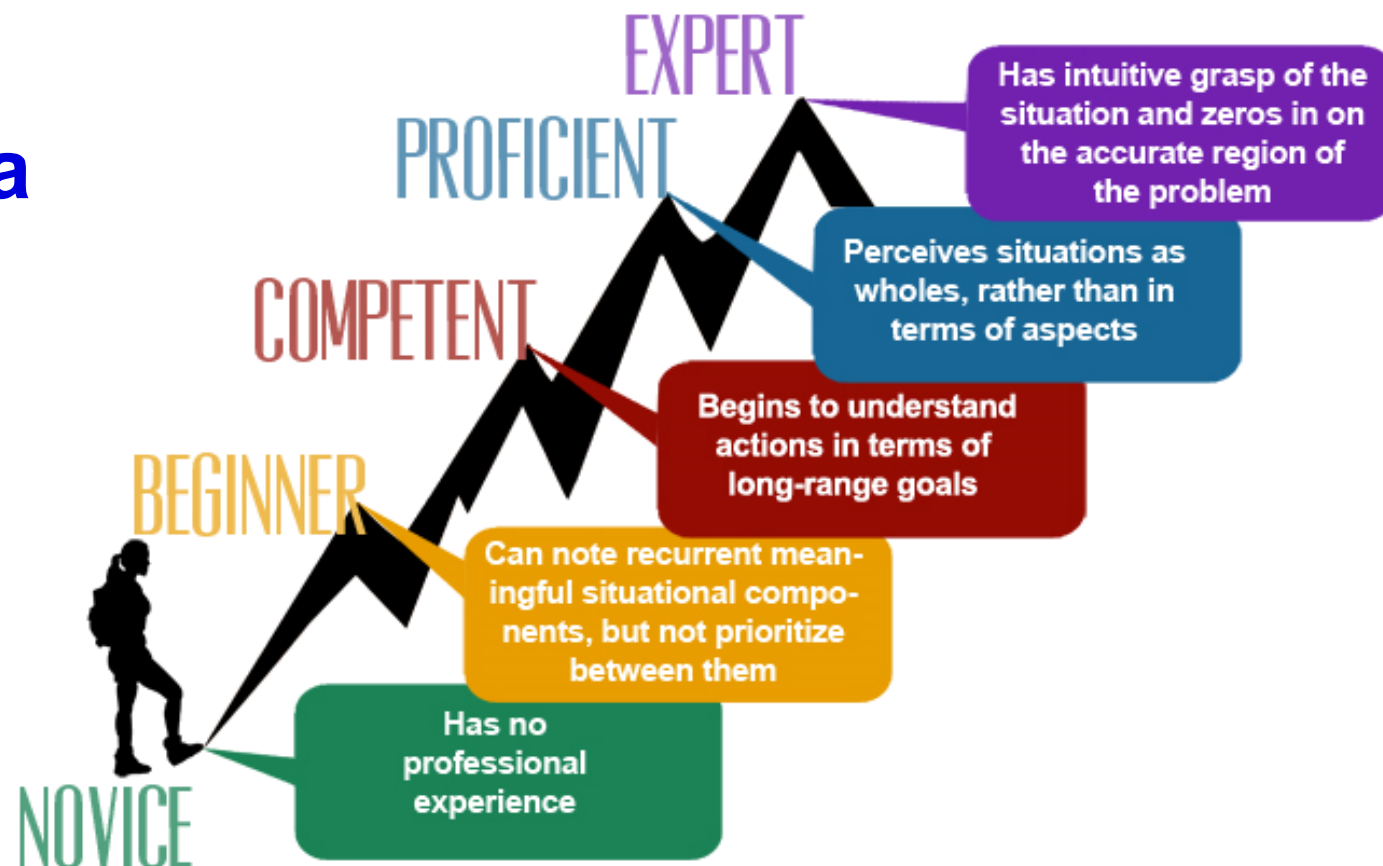 EXPERT
Has intuitive grasp of the
situation and zeros in on
the accurate region of
the problem
a
PROFICIENT
Perceives situations as
wholes, rather than in
terms of aspects
COMPETENT
Begins to understand
actions in terms of
long-range goals
BEGINNER
Can note recurrent mean-
ingful situational compo-
nents, but not prioritize
between them
Has no
professional
experience
NOVICE